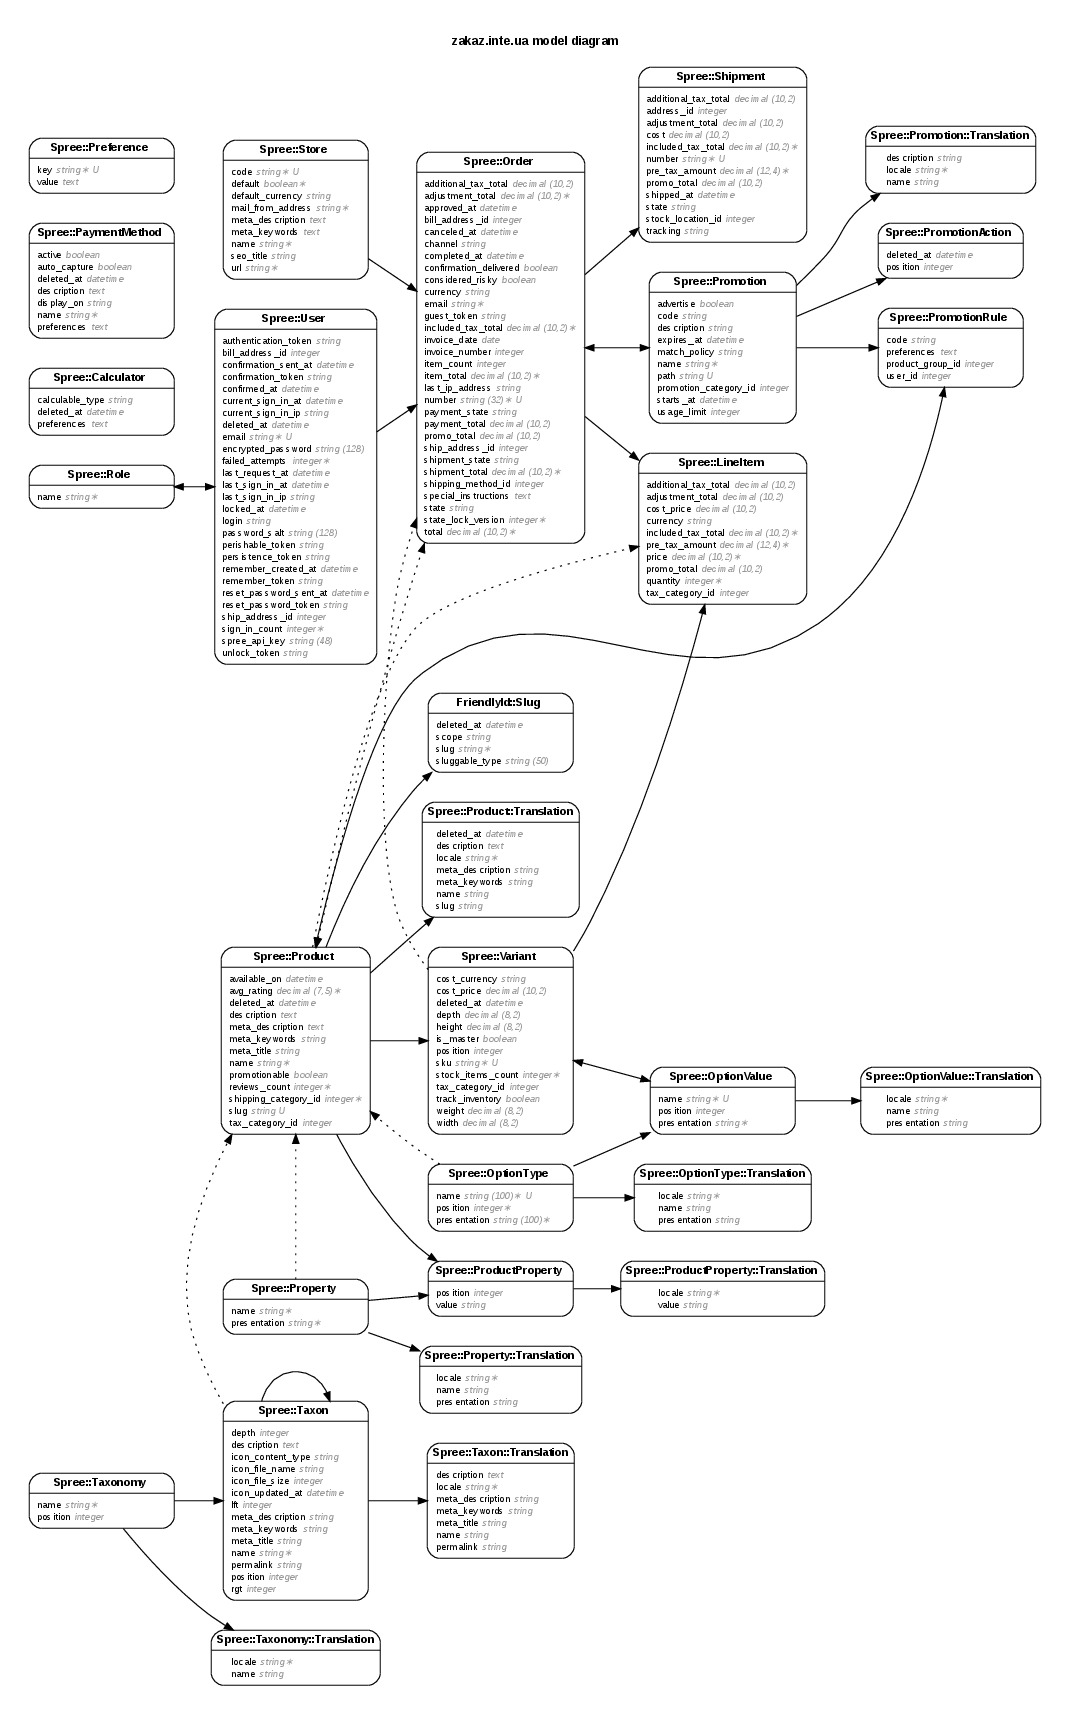 zakaz.inte.ua model diagram
Spree::Preference
key string∗ U
value text
Spree::PaymentMethod
active boolean
auto_capture boolean
deleted_at datetime
description text
display_on string
name string∗
preferences text
Spree::Calculator
calculable_type string
deleted_at datetime
preferences text
Spree::Role
name string∗
Spree::Store
code string∗ U
default boolean∗
default_currency string
mail_from_address string∗
meta_description text
meta_keywords text
name string∗
seo_title string
url string∗
Spree::User
authentication_token string
bill_address_id integer
confirmation_sent_at datetime
confirmation_token string
confirmed_at datetime
current_sign_in_at datetime
current_sign_in_ip string
deleted_at datetime
email string∗ U
encrypted_password string (128)
failed_attempts integer∗
last_request_at datetime
last_sign_in_at datetime
last_sign_in_ip string
locked_at datetime
login string
password_salt string (128)
perishable_token string
persistence_token string
remember_created_at datetime
remember_token string
reset_password_sent_at datetime
reset_password_token string
ship_address_id integer
sign_in_count integer∗
spree_api_key string (48)
unlock_token string
Spree::Order
additional_tax_total decimal (10,2)
adjustment_total decimal (10,2)∗
approved_at datetime
bill_address_id integer
canceled_at datetime
channel string
completed_at datetime
confirmation_delivered boolean
considered_risky boolean
currency string
email string∗
guest_token string
included_tax_total decimal (10,2)∗
invoice_date date
invoice_number integer
item_count integer
item_total decimal (10,2)∗
last_ip_address string
number string (32)∗ U
payment_state string
payment_total decimal (10,2)
promo_total decimal (10,2)
ship_address_id integer
shipment_state string
shipment_total decimal (10,2)∗
shipping_method_id integer
special_instructions text
state string
state_lock_version integer∗
total decimal (10,2)∗
Spree::Shipment
additional_tax_total decimal (10,2)
address_id integer
adjustment_total decimal (10,2)
cost decimal (10,2)
included_tax_total decimal (10,2)∗
number string∗ U
pre_tax_amount decimal (12,4)∗
promo_total decimal (10,2)
shipped_at datetime
state string
stock_location_id integer
tracking string
Spree::Promotion
advertise boolean
code string
description string
expires_at datetime
match_policy string
name string∗
path string U
promotion_category_id integer
starts_at datetime
usage_limit integer
Spree::LineItem
additional_tax_total decimal (10,2)
adjustment_total decimal (10,2)
cost_price decimal (10,2)
currency string
included_tax_total decimal (10,2)∗
pre_tax_amount decimal (12,4)∗
price decimal (10,2)∗
promo_total decimal (10,2)
quantity integer∗
tax_category_id integer
Spree::Promotion::Translation
description string
locale string∗
name string
Spree::PromotionAction
deleted_at datetime
position integer
Spree::PromotionRule
code string
preferences text
product_group_id integer
user_id integer
FriendlyId::Slug
deleted_at datetime
scope string
slug string∗
sluggable_type string (50)
Spree::Product::Translation
deleted_at datetime
description text
locale string∗
meta_description string
meta_keywords string
name string
slug string
Spree::Product
available_on datetime
avg_rating decimal (7,5)∗
deleted_at datetime
description text
meta_description text
meta_keywords string
meta_title string
name string∗
promotionable boolean
reviews_count integer∗
shipping_category_id integer∗
slug string U
tax_category_id integer
Spree::Variant
cost_currency string
cost_price decimal (10,2)
deleted_at datetime
depth decimal (8,2)
height decimal (8,2)
is_master boolean
position integer
sku string∗ U
stock_items_count integer∗
tax_category_id integer
track_inventory boolean
weight decimal (8,2)
width decimal (8,2)
Spree::OptionValue
name string∗ U
position integer
presentation string∗
Spree::OptionValue::Translation
locale string∗
name string
presentation string
Spree::OptionType
name string (100)∗ U
position integer∗
presentation string (100)∗
Spree::OptionType::Translation
locale string∗
name string
presentation string
Spree::ProductProperty
position integer
value string
Spree::ProductProperty::Translation
locale string∗
value string
Spree::Property
name string∗
presentation string∗
Spree::Property::Translation
locale string∗
name string
presentation string
Spree::Taxon
depth integer
description text
icon_content_type string
icon_file_name string
icon_file_size integer
icon_updated_at datetime
lft integer
meta_description string
meta_keywords string
meta_title string
name string∗
permalink string
position integer
rgt integer
Spree::Taxon::Translation
description text
locale string∗
meta_description string
meta_keywords string
meta_title string
name string
permalink string
Spree::Taxonomy
name string∗
position integer
Spree::Taxonomy::Translation
locale string∗
name string